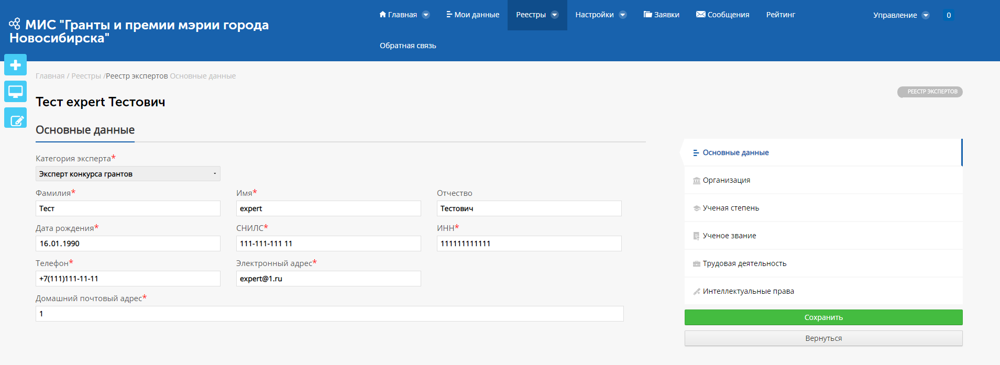 МИС "Гранты и премии мэрии города
Новосибирска"
Главная
Мои данные
Реестры
Настройки
Заявки
Сообщения
Рейтинг
Управление
0
Обратная связь
Главная / Реестры /Реестр экспертов Основные данные
РЕЕСТР ЭКСПЕРТОВ
Тест expert Тестович
Основные данные
Категория эксперта*
Эксперт конкурса грантов
Фамилия* Имя* Отчество
Тест expert Тестович
Дата рождения* СНИЛС* ИНН*
16.01.1990 111-111-111 11 111111111111
Телефон* Электронный адрес*
+7(111)111-11-11 expert@1.ru
Домашний почтовый адрес*
1
Основные данные
Организация
Ученая степень
Ученое звание
Трудовая деятельность
Интеллектуальные права
Сохранить
Вернуться